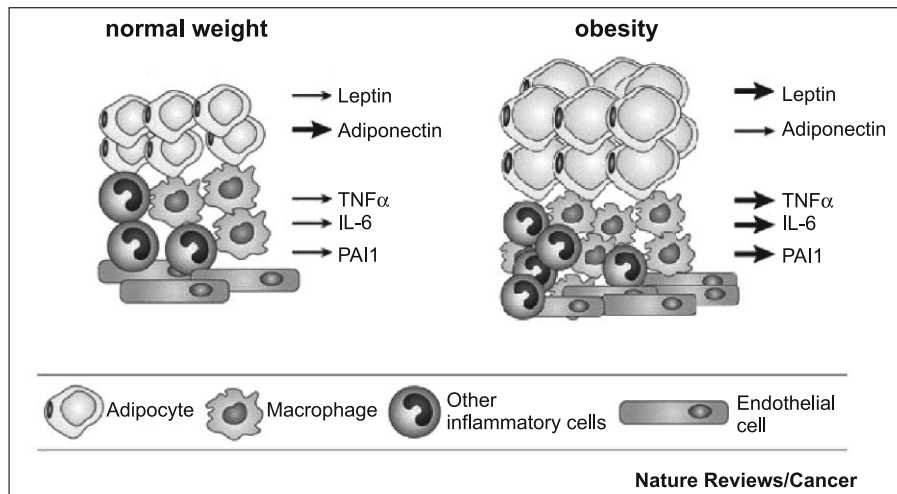 normal weight
Leptin
Adiponectin
TNFα
IL-6
PAI1
obesity
Leptin
Adiponectin
TNFα
IL-6
PAI1
Adipocyte
Macrophage
Other
inflammatory cells
Endothelial
cell
Nature Reviews/Cancer